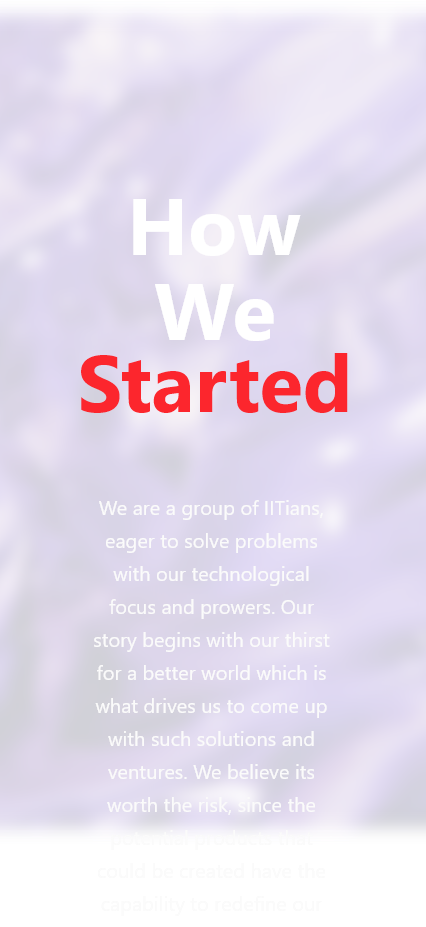 How
We
Started
We are a group of IITians,
eager to solve problems
with our technological
focus and prowers. Our
story begins with our thirst
for a better world which is
what drives us to come up
with such solutions and
ventures. We believe its
worth the risk, since the
potential products that
could be created have the
capability to redefine our